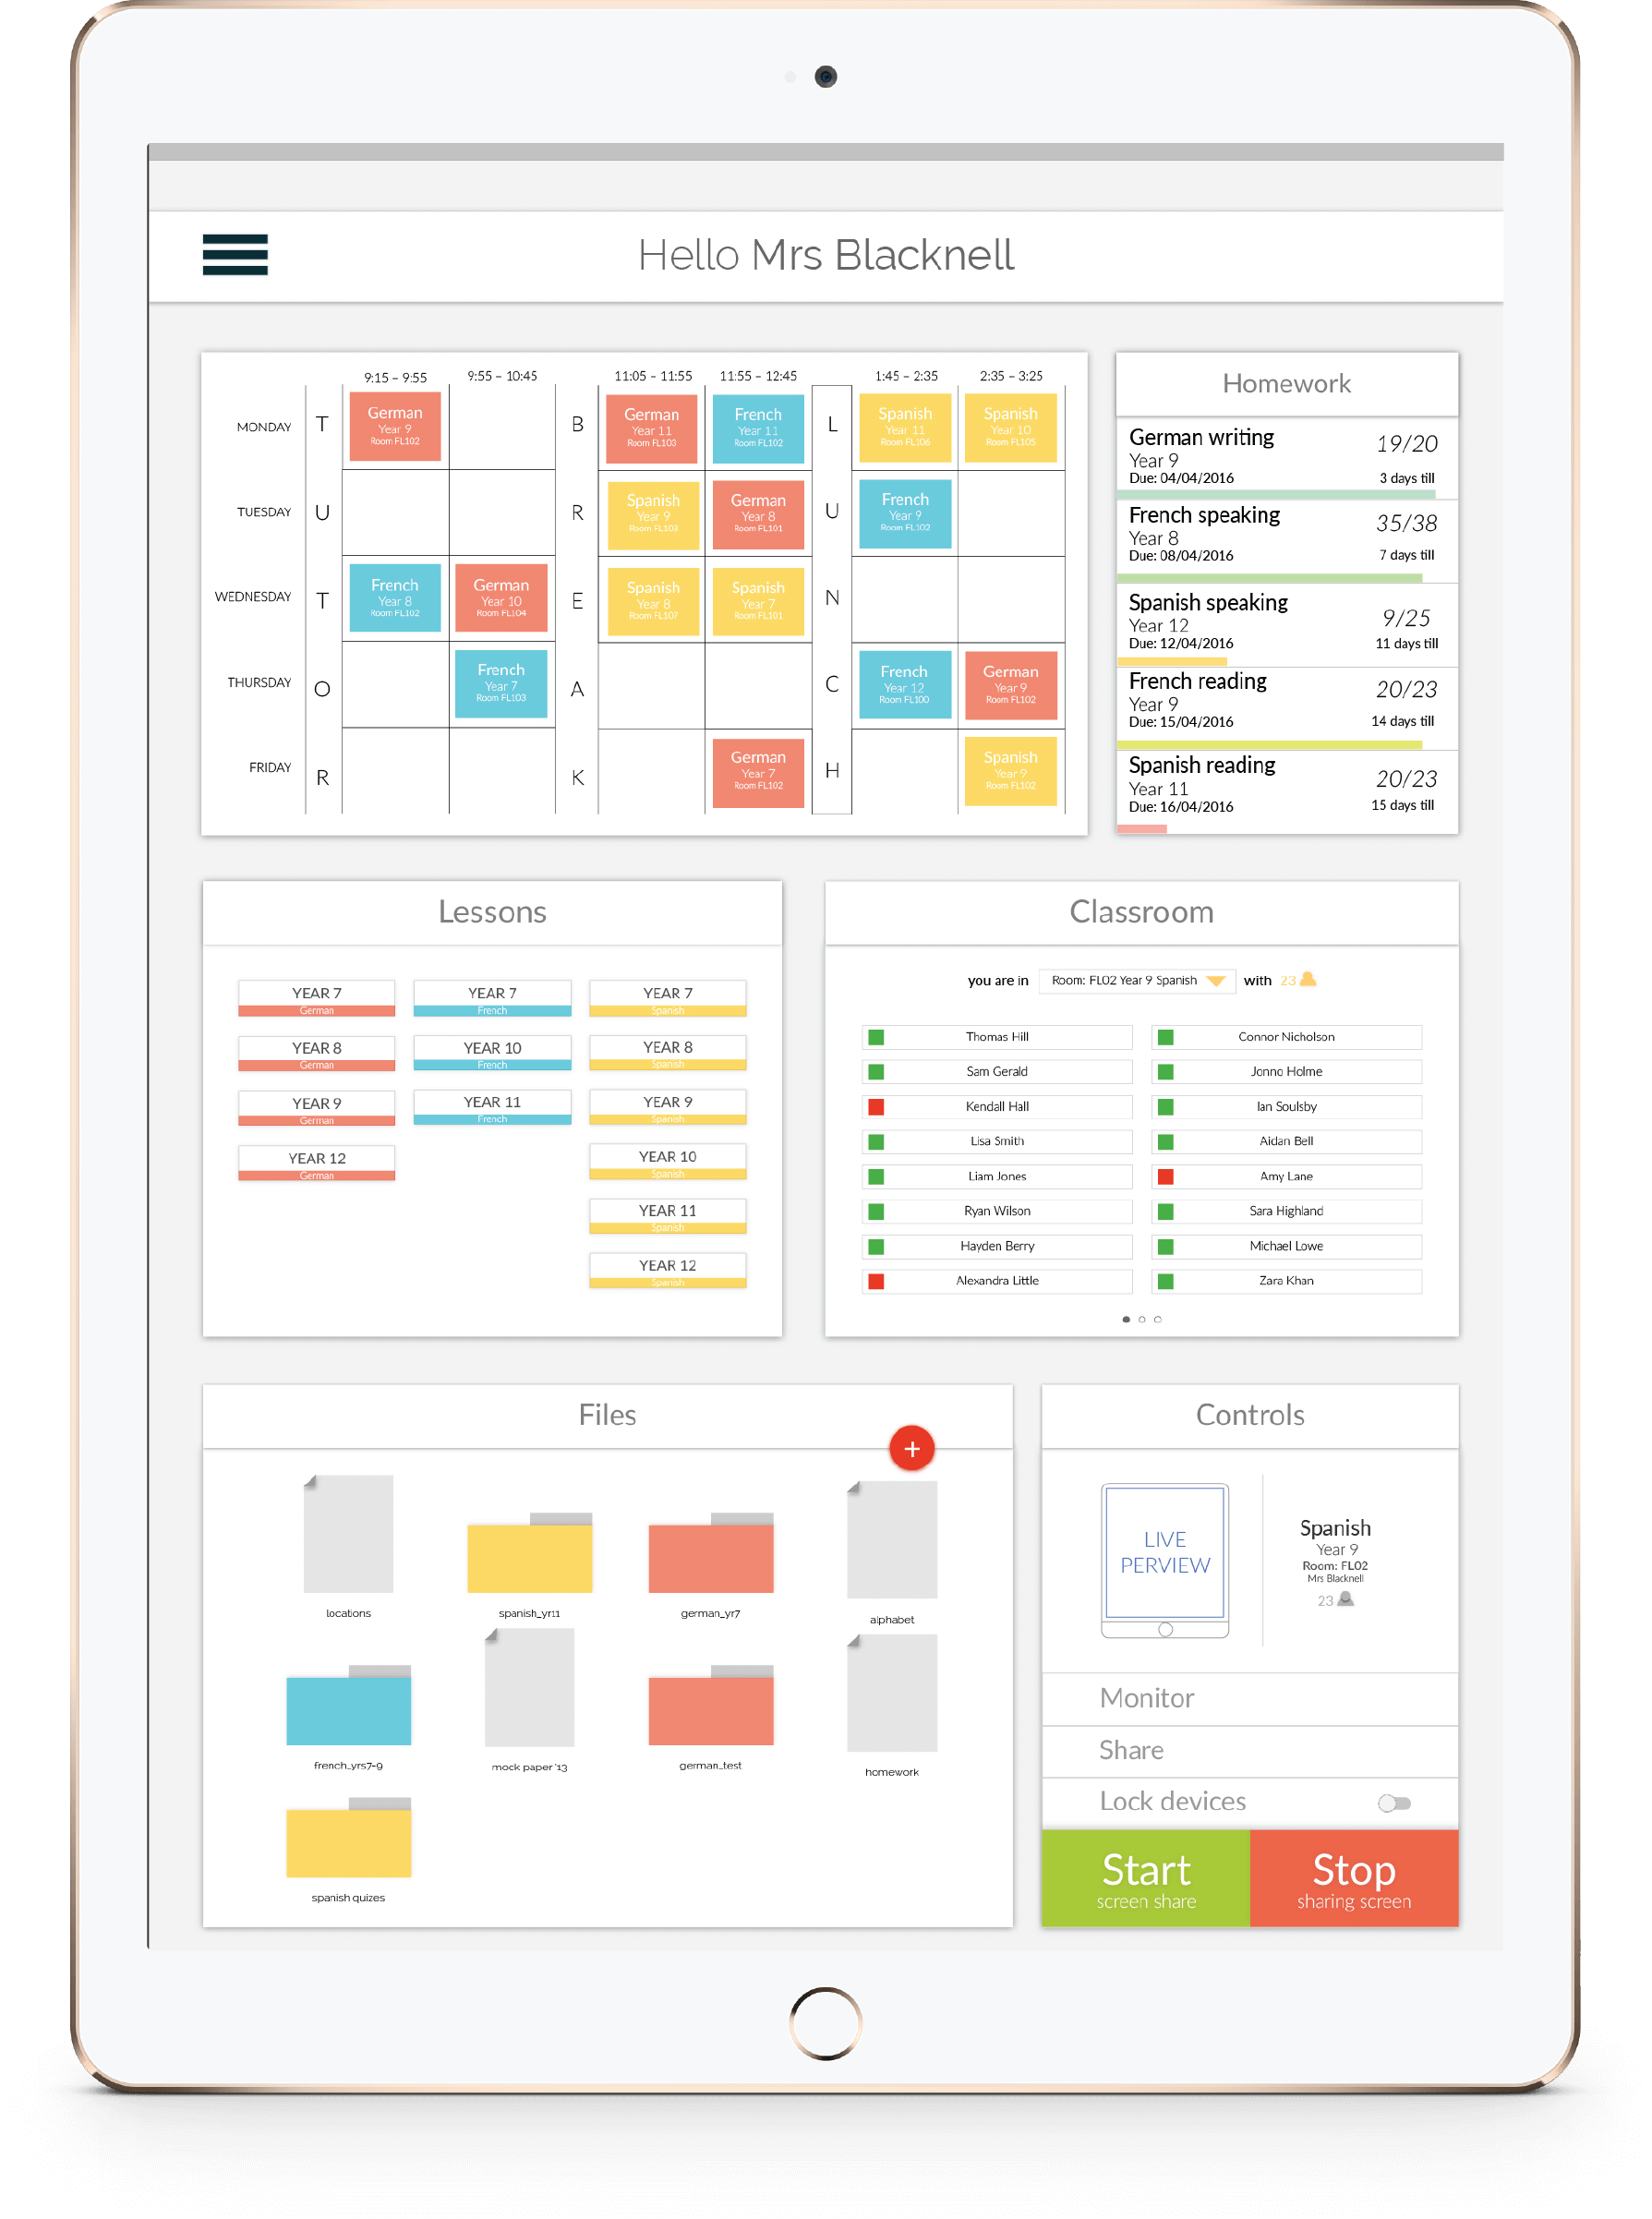 Hello Mrs Blacknell
9:15 – 9:55
9:55 – 10:45
11:05 – 11:55
11:55 – 12:45
1:45 – 2:35
2:35 – 3:25
MONDAY
T
German
Year 9
Room FL102
B
German
Year 11
Room FL103
French
Year 11
Room FL102
L
Spanish
Year 11
Room FL106
Spanish
Year 10
Room FL105
TUESDAY
U
R
Spanish
Year 9
Room FL103
German
Year 8
Room FL101
U
French
Year 9
Room FL102
WEDNESDAY
T
French
Year 8
Room FL102
German
Year 10
Room FL104
E
Spanish
Year 8
Room FL107
Spanish
Year 7
Room FL101
N
THURSDAY
O
French
Year 7
Room FL103
A
C
French
Year 12
Room FL100
German
Year 9
Room FL102
FRIDAY
R
K
German
Year 7
Room FL102
H
Spanish
Year 9
Room FL102
Homework
German writing
Year 9
Due: 04/04/2016
19/20
3 days till
French speaking
Year 8
Due: 08/04/2016
35/38
7 days till
Spanish speaking
Year 12
Due: 12/04/2016
9/25
11 days till
French reading
Year 9
Due: 15/04/2016
20/23
14 days till
Spanish reading
Year 11
Due: 16/04/2016
20/23
15 days till
Lessons
YEAR 7
German
YEAR 7
French
YEAR 7
Spanish
YEAR 8
German
YEAR 10
French
YEAR 8
Spanish
YEAR 9
German
YEAR 11
French
YEAR 9
Spanish
YEAR 12
German
YEAR 10
Spanish
YEAR 11
Spanish
YEAR 12
Spanish
Classroom
you are in Room: FL02 Year 9 Spanish with 23
Thomas Hill
Connor Nicholson
Sam Gerald
Jonno Holme
Kendall Hall
Ian Soulsby
Lisa Smith
Aidan Bell
Liam Jones
Amy Lane
Ryan Wilson
Sara Highland
Hayden Berry
Michael Lowe
Alexandra Little
Zara Khan
Files
+
locations
spanish_yr11
german_yr7
alphabet
french_yrs7-9
mock paper '13
german_test
homework
spanish quizes
Controls
LIVE
PERVIEW
Spanish
Year 9
Room: FL02
Mrs Blacknell
23
Monitor
Share
Lock devices
Start
screen share
Stop
sharing screen